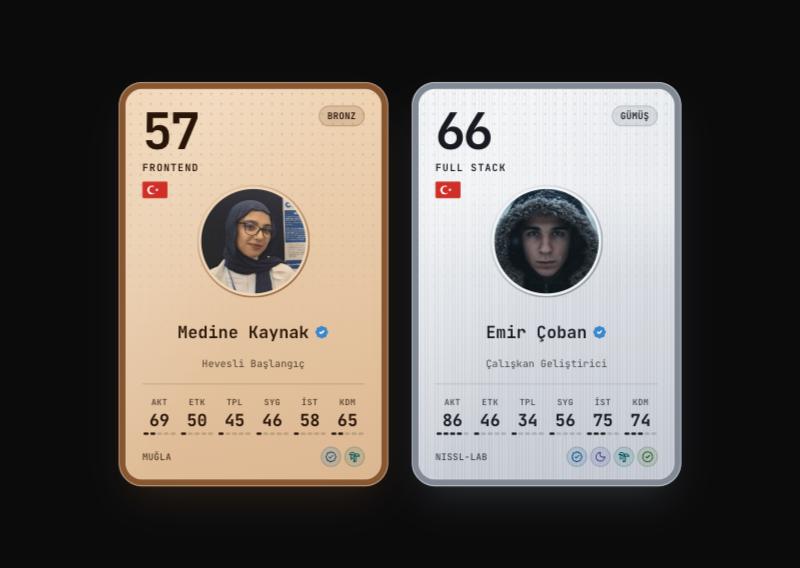 57
BRONZ
FRONTEND
Medine Kaynak
Hevesli Başlangıç
AKT ETK TPL SYG İST KDM
69 50 45 46 58 65
MUĞLA
66
GÜMÜŞ
FULL STACK
Emir Çoban
Çalışkan Geliştirici
AKT ETK TPL SYG İST KDM
86 46 34 56 75 74
NISSL-LAB